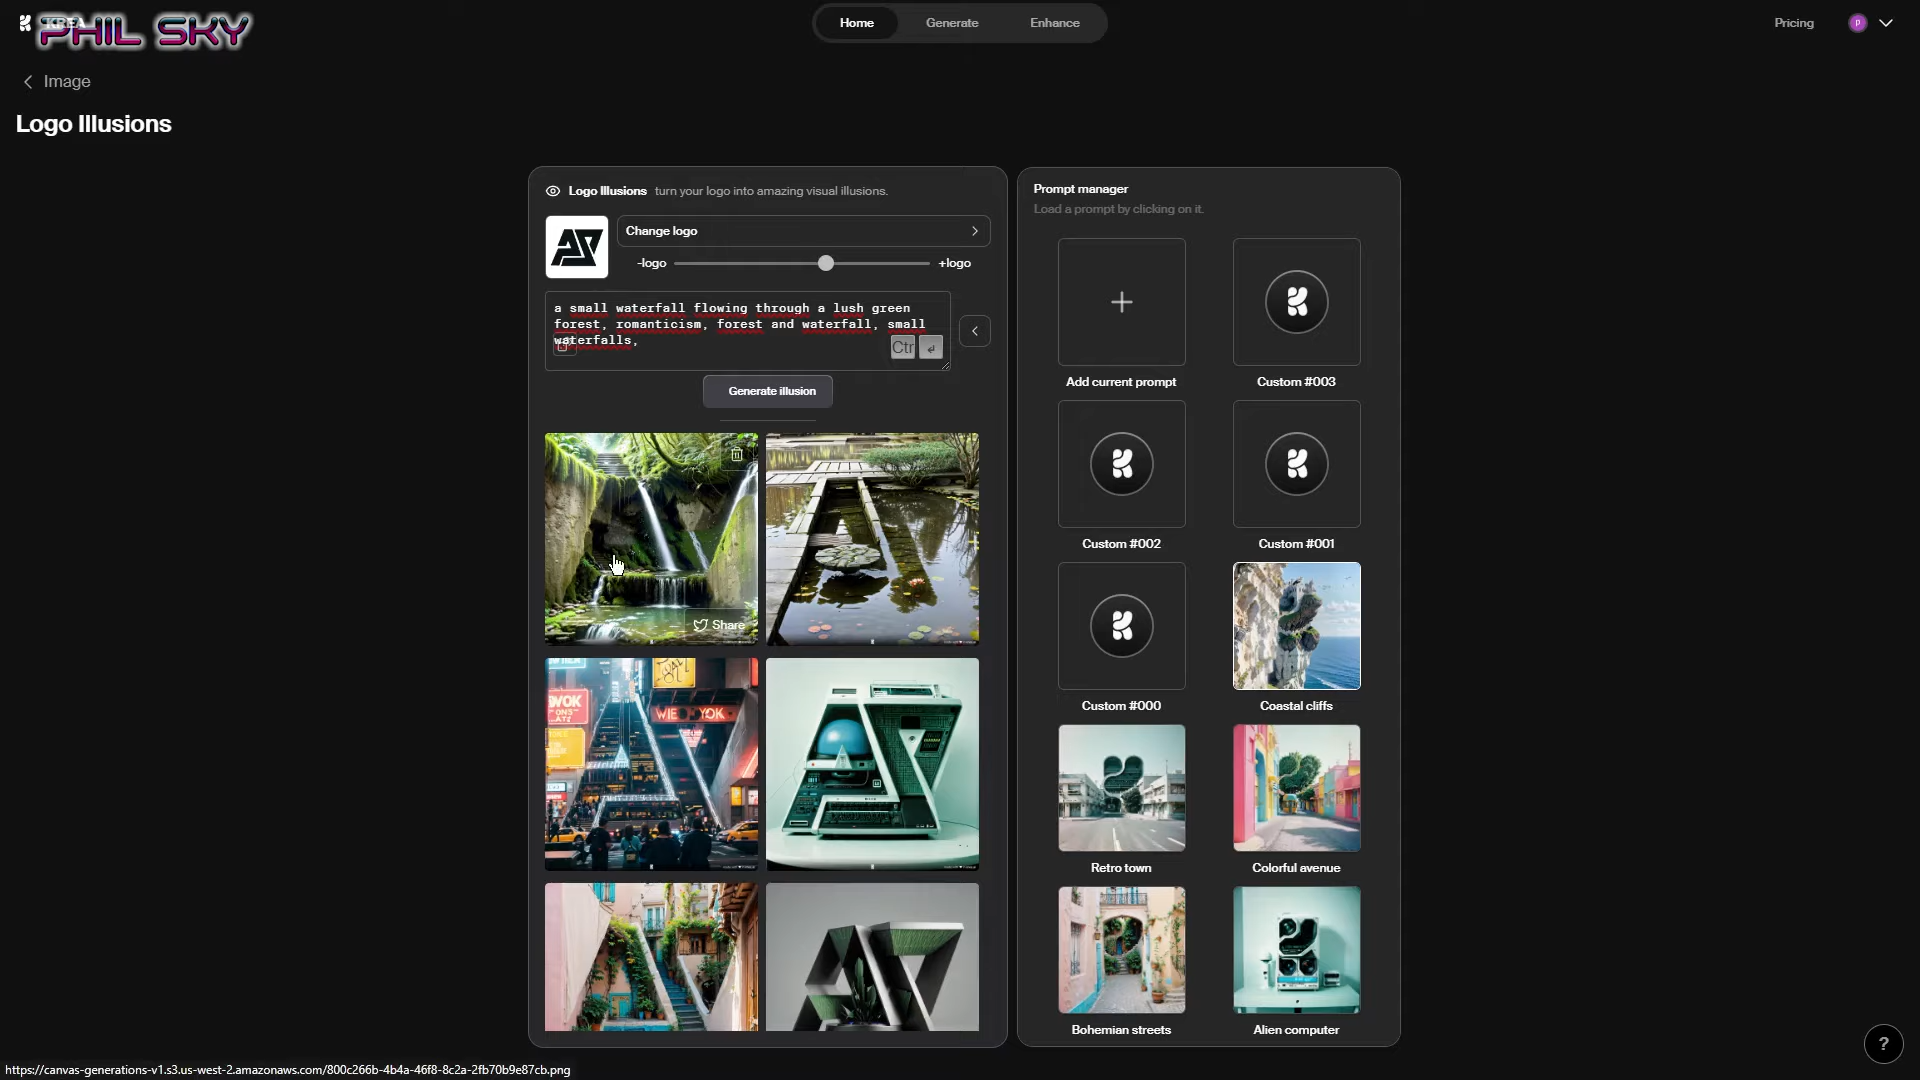 KREA
PHIL SKY
Home
Generate
Enhance
Pricing
P
Image
Logo Illusions
Logo Illusions turn your logo into amazing visual illusions.
Change logo
-logo
+logo
a small waterfall flowing through a lush green
forest, romanticism, forest and waterfall, small
waterfalls,
Ctr
Generate illusion
Share
WOK
WIEDYOK
Prompt manager
Load a prompt by clicking on it.
Add current prompt
Custom #003
Custom #002
Custom #001
Custom #000
Coastal cliffs
Retro town
Colorful avenue
Bohemian streets
Alien computer
?
https://canvas-generations-v1.s3.us-west-2.amazonaws.com/800c266b-4b4a-46f8-8c2a-2fb70b9e87cb.png